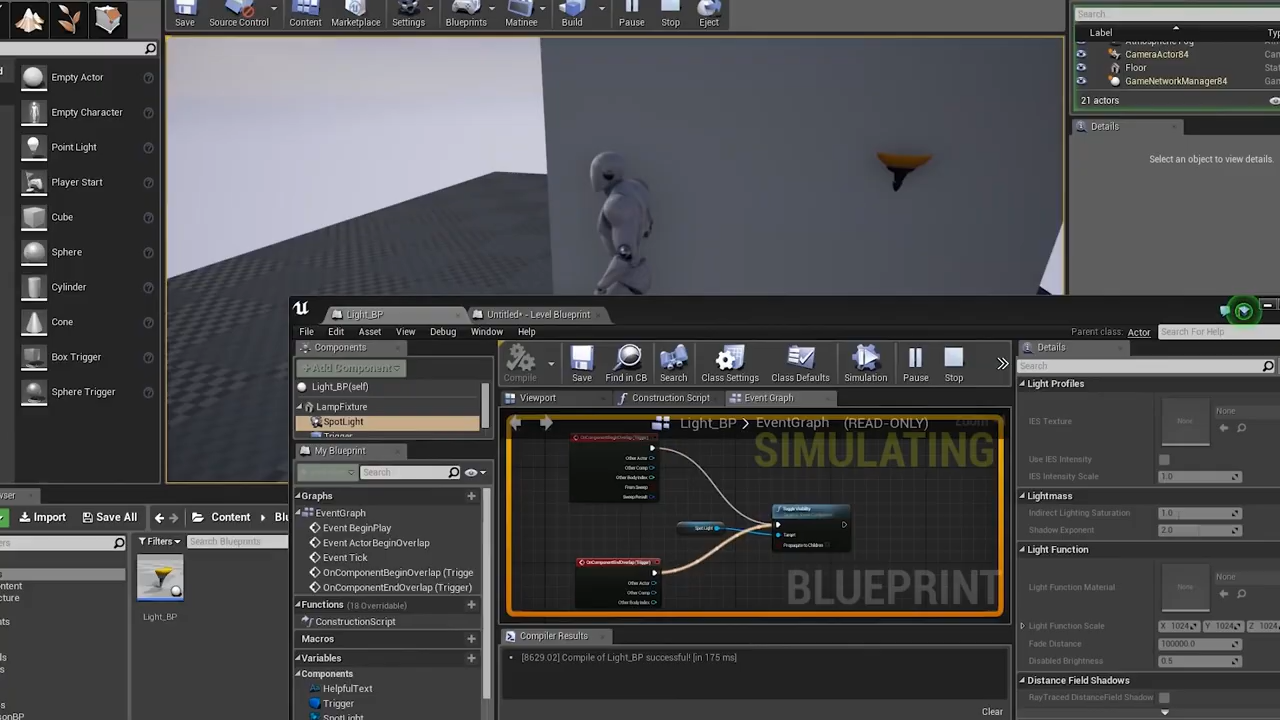 Save
Source Control
Content
Marketplace
Settings
Blueprints
Matinee
Build
Pause
Stop
Eject
Search
Label
CameraActor84
Floor
GameNetworkManager84
21 actors
Details
Select an object to view details.
Empty Actor
Empty Character
Point Light
Player Start
Cube
Sphere
Cylinder
Cone
Box Trigger
Sphere Trigger
Import
Save All
Content
Filters
Search Blueprints
Light_BP
Light_BP
Untitled* - Level Blueprint
File Edit Asset View Debug Window Help
Parent class: Actor
Search For Help
Components
+Add Component
Light_BP(self)
LampFixture
SpotLight
Trigger
My Blueprint
Search
Graphs
EventGraph
Event BeginPlay
Event ActorBeginOverlap
Event Tick
OnComponentBeginOverlap (Trigge
OnComponentEndOverlap (Trigger)
Functions (18 Overridable)
ConstructionScript
Macros
Variables
Components
HelpfulText
Trigger
SpotLight
Compile
Save
Find in CB
Search
Class Settings
Class Defaults
Simulation
Pause
Stop
Viewport
Construction Script
Event Graph
Light_BP > EventGraph (READ-ONLY)
SIMULATING
OnComponentBeginOverlap (Trigger)
Other Actor
Other Comp
Other Body Index
From Sweep
Sweep Result
Spot Light
Toggle Visibility
Target
Propagate to Children
OnComponentEndOverlap (Trigger)
Other Actor
Other Comp
Other Body Index
BLUEPRINT
Compiler Results
[8629.02] Compile of Light_BP successful! [in 175 ms]
Clear
Details
Search
Light Profiles
IES Texture
None
None
Use IES Intensity
IES Intensity Scale 1.0
Lightmass
Indirect Lighting Saturation 1.0
Shadow Exponent 2.0
Light Function
Light Function Material
None
None
Light Function Scale X 1024 Y 1024 Z 1024
Fade Distance 100000.0
Disabled Brightness 0.5
Distance Field Shadows
RayTraced DistanceField Shadow